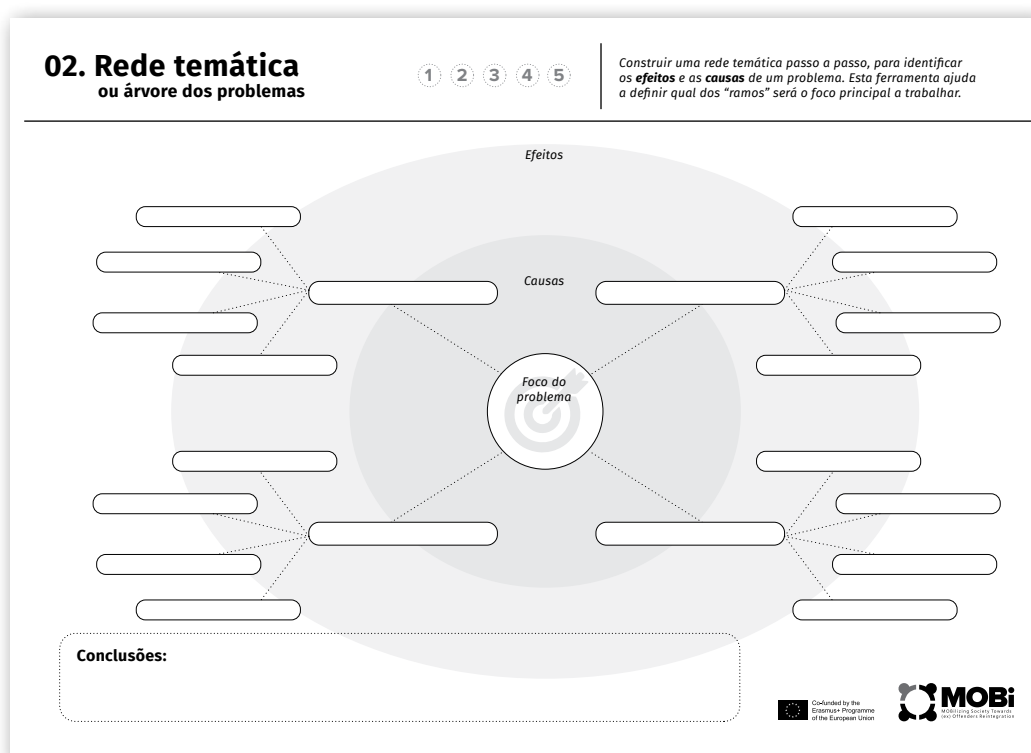 02. Rede temática
ou árvore dos problemas
1 2 3 4 5
Construir uma rede temática passo a passo, para identificar
os efeitos e as causas de um problema. Esta ferramenta ajuda
a definir qual dos “ramos” será o foco principal a trabalhar.
Efeitos
Causas
Foco do
problema
Conclusões:
Co-funded by the
Erasmus+ Programme
of the European Union
MOBi
MOBilizing Society Towards
(ex) Offenders Reintegration